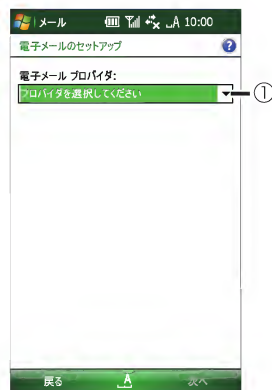 メール 10:00
電子メールのセットアップ
電子メール プロバイダ:
プロバイダを選択してください
①
戻る A 次へ